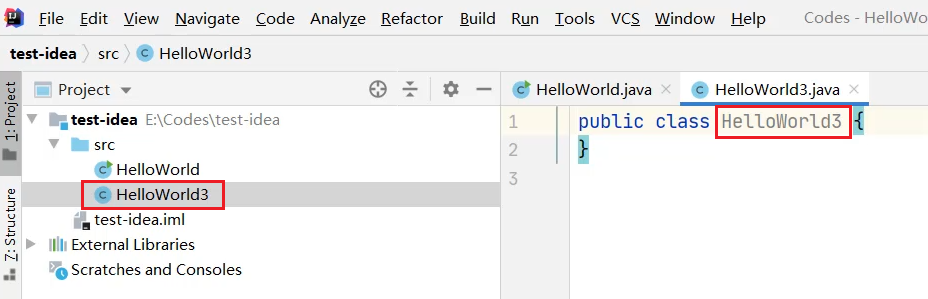 File Edit View Navigate Code Analyze Refactor Build Run Tools VCS Window Help Codes - HelloWo
test-idea src HelloWorld3
1: Project
Project
HelloWorld.java HelloWorld3.java
test-idea E:\Codes\test-idea
src
HelloWorld
HelloWorld3
test-idea.iml
External Libraries
Scratches and Consoles
Z: Structure
1 public class HelloWorld3 {
2 }
3